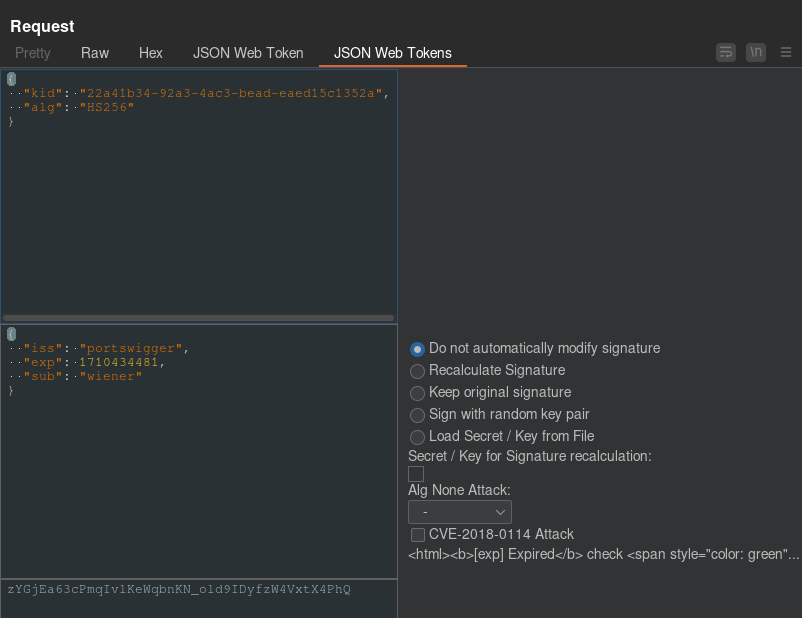 Request
Pretty Raw Hex JSON Web Token JSON Web Tokens
\n
{
"kid": "22a41b34-92a3-4ac3-bead-eaed15c1352a",
"alg": "HS256"
}
{
"iss": "portswigger",
"exp": 1710434481,
"sub": "wiener"
}
zYGjEa63cPmqIvlKeWqbnKN_old9IDyfzW4VxtX4PhQ
Do not automatically modify signature
Recalculate Signature
Keep original signature
Sign with random key pair
Load Secret / Key from File
Secret / Key for Signature recalculation:
Alg None Attack:
-
CVE-2018-0114 Attack
<html><b>[exp] Expired</b> check <span style="color: green"...